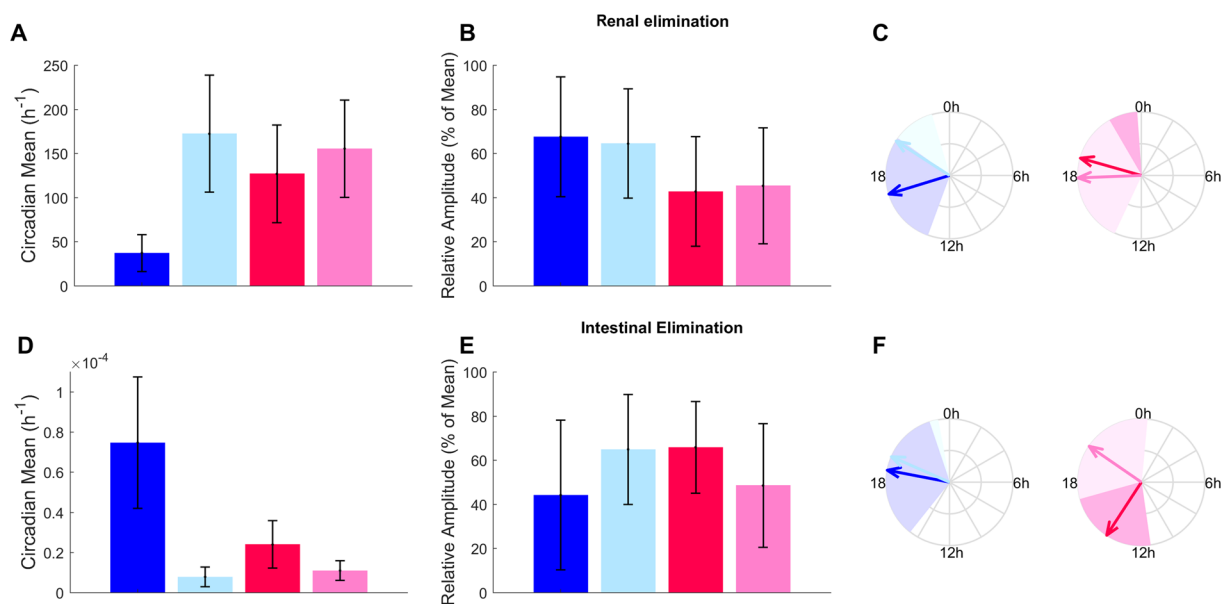 Renal elimination
A
Circadian Mean (h-1)
250
200
150
100
50
0
B
Relative Amplitude (% of Mean)
100
80
60
40
20
0
C
0h
6h
12h
18
0h
6h
12h
18
Intestinal Elimination
D
×10-4
Circadian Mean (h-1)
1
0.8
0.6
0.4
0.2
0
E
Relative Amplitude (% of Mean)
100
80
60
40
20
0
F
0h
6h
12h
18
0h
6h
12h
18